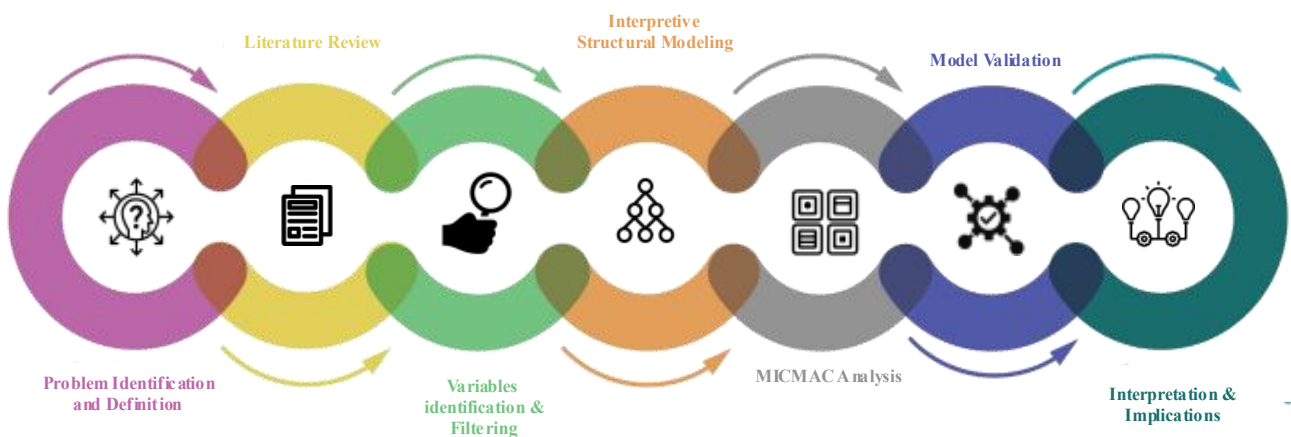 Problem Identification
and Definition
Literature Review
Variables
identification &
Filtering
Interpretive
Structural Modeling
MICMAC Analysis
Model Validation
Interpretation &
Implications
?